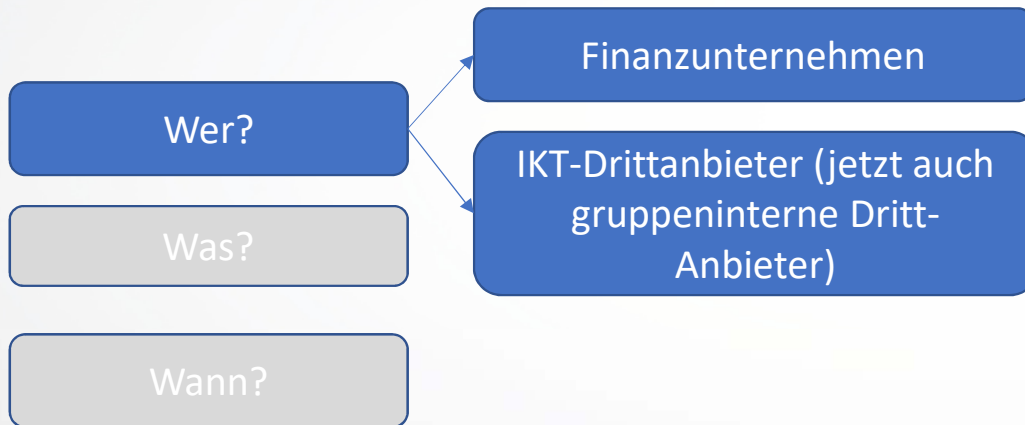 Wer?
Finanzunternehmen
IKT-Drittanbieter (jetzt auch
gruppeninterne Dritt-
Anbieter)
Was?
Wann?